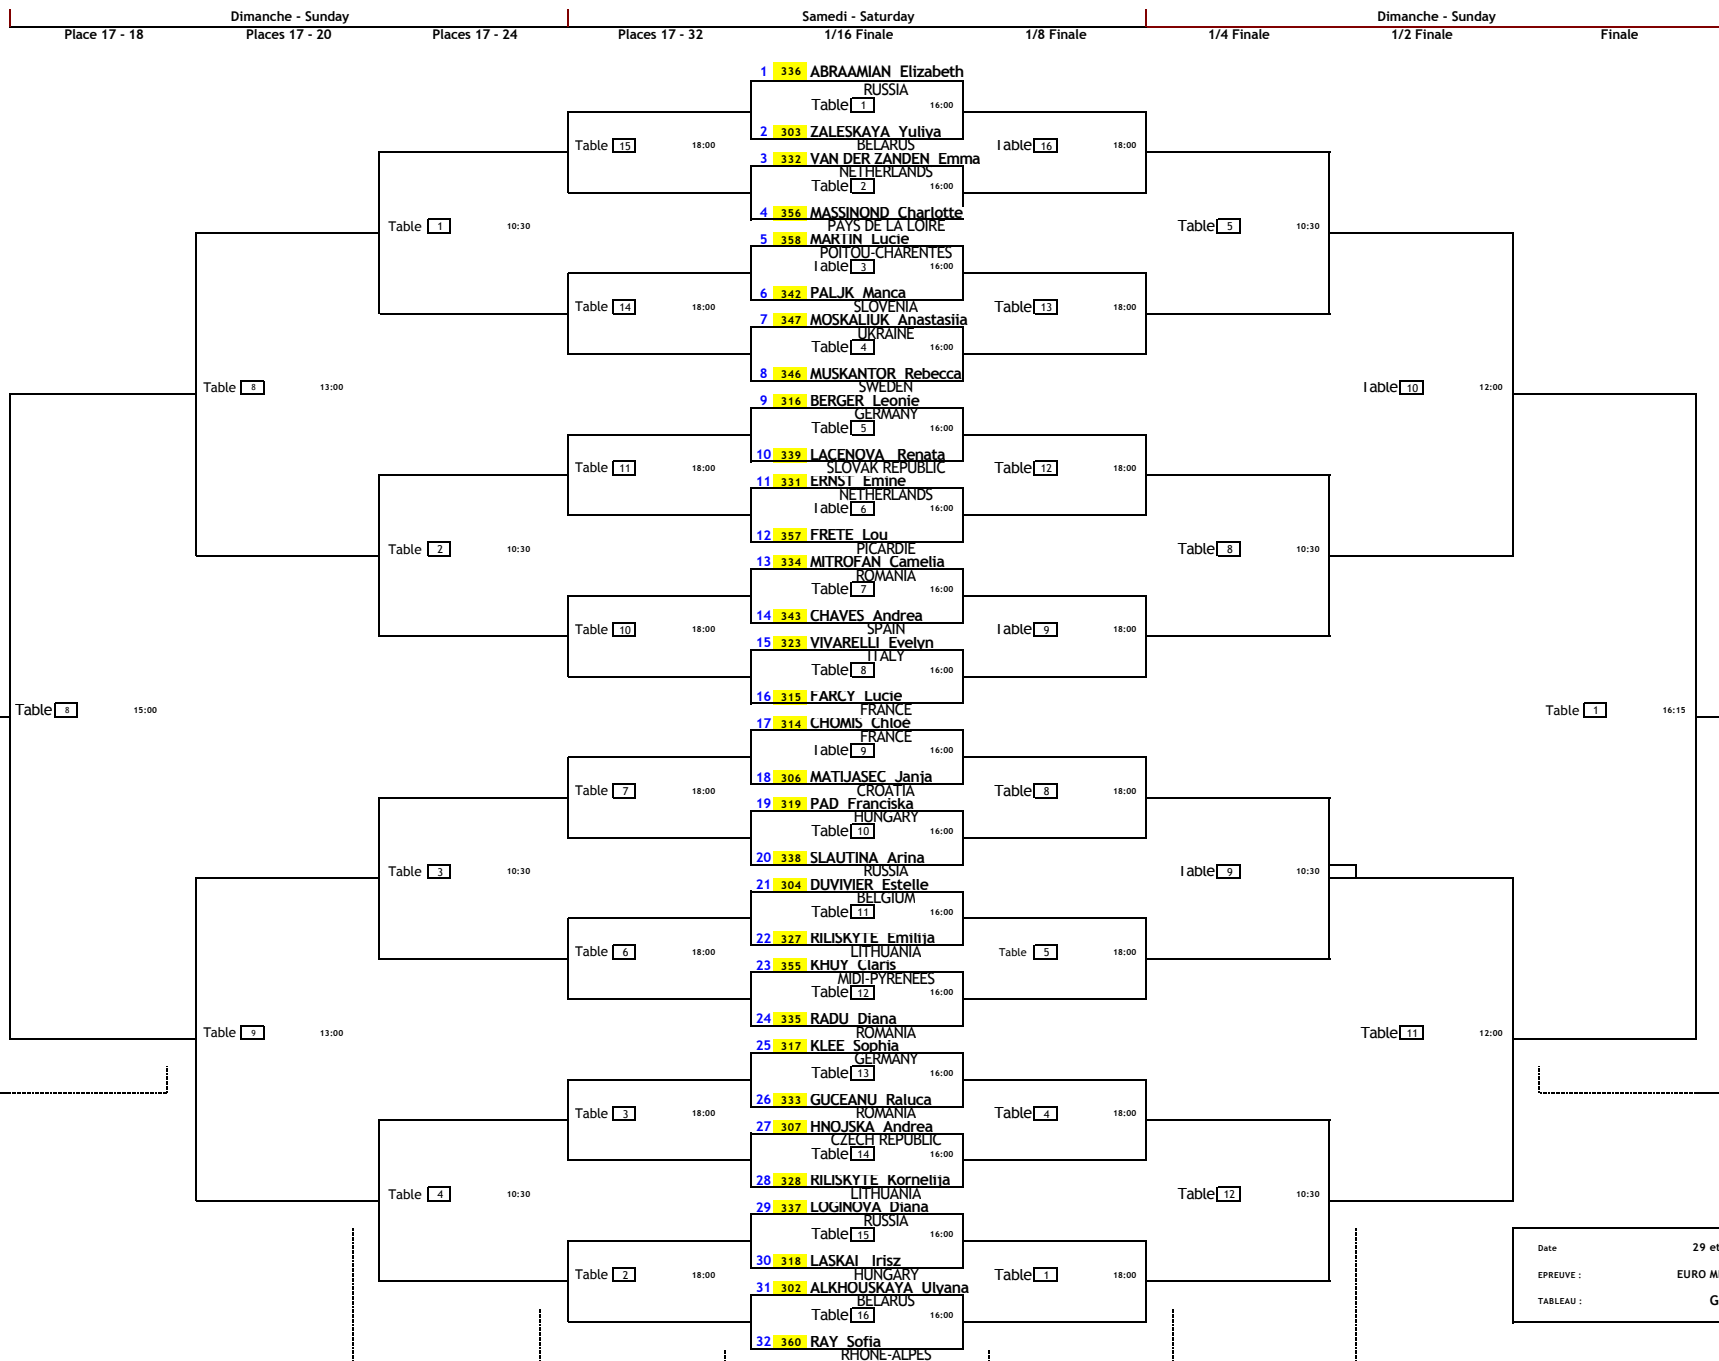 Dimanche - Sunday Samedi - Saturday Dimanche - Sunday
Place 17 - 18 Places 17 - 20 Places 17 - 24 Places 17 - 32 1/16 Finale 1/8 Finale 1/4 Finale 1/2 Finale Finale
1 336 ABRAAMIAN Elizabeth
RUSSIA
Table 1 16:00
2 303 ZALESKAYA Yuliya
Table 15 18:00 BELARUS Table 16 18:00
3 332 VAN DER ZANDEN Emma
NETHERLANDS
Table 2 16:00
4 356 MASSINOND Charlotte
Table 1 10:30 PAYS DE LA LOIRE Table 5 10:30
5 358 MARTIN Lucie
POITOU-CHARENTES
Table 3 16:00
6 342 PALJK Manca
Table 14 18:00 SLOVENIA Table 13 18:00
7 347 MOSKALIUK Anastasiia
UKRAINE
Table 4 16:00
8 346 MUSKANTOR Rebecca
Table 8 13:00 SWEDEN Table 10 12:00
9 316 BERGER Leonie
GERMANY
Table 5 16:00
10 339 LACENOVA Renata
Table 11 18:00 SLOVAK REPUBLIC Table 12 18:00
11 331 ERNST Emine
NETHERLANDS
Table 6 16:00
12 357 FRETE Lou
Table 2 10:30 PICARDIE Table 8 10:30
13 334 MITROFAN Camelia
ROMANIA
Table 7 16:00
14 343 CHAVES Andrea
Table 10 18:00 SPAIN Table 9 18:00
15 323 VIVARELLI Evelyn
ITALY
Table 8 16:00
16 315 FARCY Lucie
Table 8 15:00 FRANCE Table 1 16:15
17 314 CHOMIS Chloé
FRANCE
Table 9 16:00
18 306 MATIJASEC Janja
Table 7 18:00 CROATIA Table 8 18:00
19 319 PAD Franciska
HUNGARY
Table 10 16:00
20 338 SLAUTINA Arina
Table 3 10:30 RUSSIA Table 9 10:30
21 304 DUVIVIER Estelle
BELGIUM
Table 11 16:00
22 327 RILISKYTE Emilija
Table 6 18:00 LITHUANIA Table 5 18:00
23 355 KHUY Claris
MIDI-PYRENEES
Table 12 16:00
24 335 RADU Diana
Table 9 13:00 ROMANIA Table 11 12:00
25 317 KLEE Sophia
GERMANY
Table 13 16:00
26 333 GUCEANU Raluca
Table 3 18:00 ROMANIA Table 4 18:00
27 307 HNOJSKA Andrea
CZECH REPUBLIC
Table 14 16:00
28 328 RILISKYTE Kornelija
Table 4 10:30 LITHUANIA Table 12 10:30
29 337 LOGINOVA Diana
RUSSIA
Table 15 16:00
Date 29 et
30 318 LASKAI Irisz
Table 2 18:00 HUNGARY Table 1 18:00 EPREUVE : EURO M
31 302 ALKHOUSKAYA Ulyana
BELARUS TABLEAU : G
Table 16 16:00
32 360 RAY Sofia
RHONE-ALPES